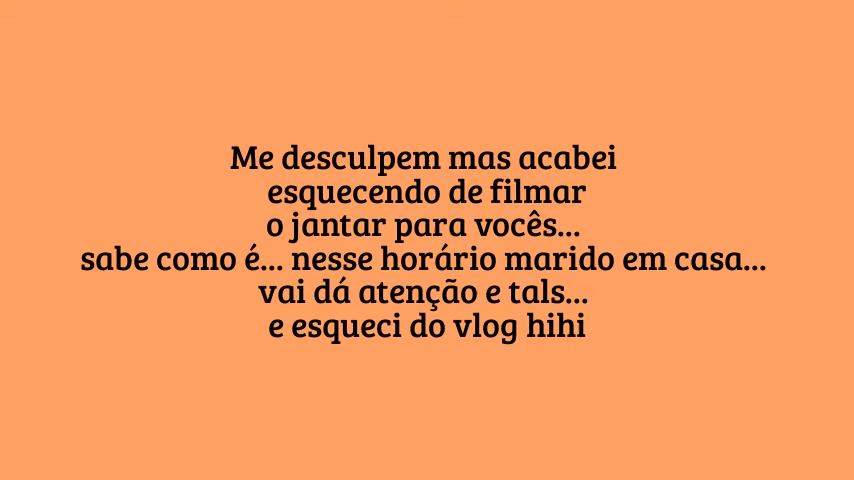 Me desculpem mas acabei
esquecendo de filmar
o jantar para vocês...
sabe como é... nesse horário marido em casa...
vai dá atenção e tals...
e esqueci do vlog hihi